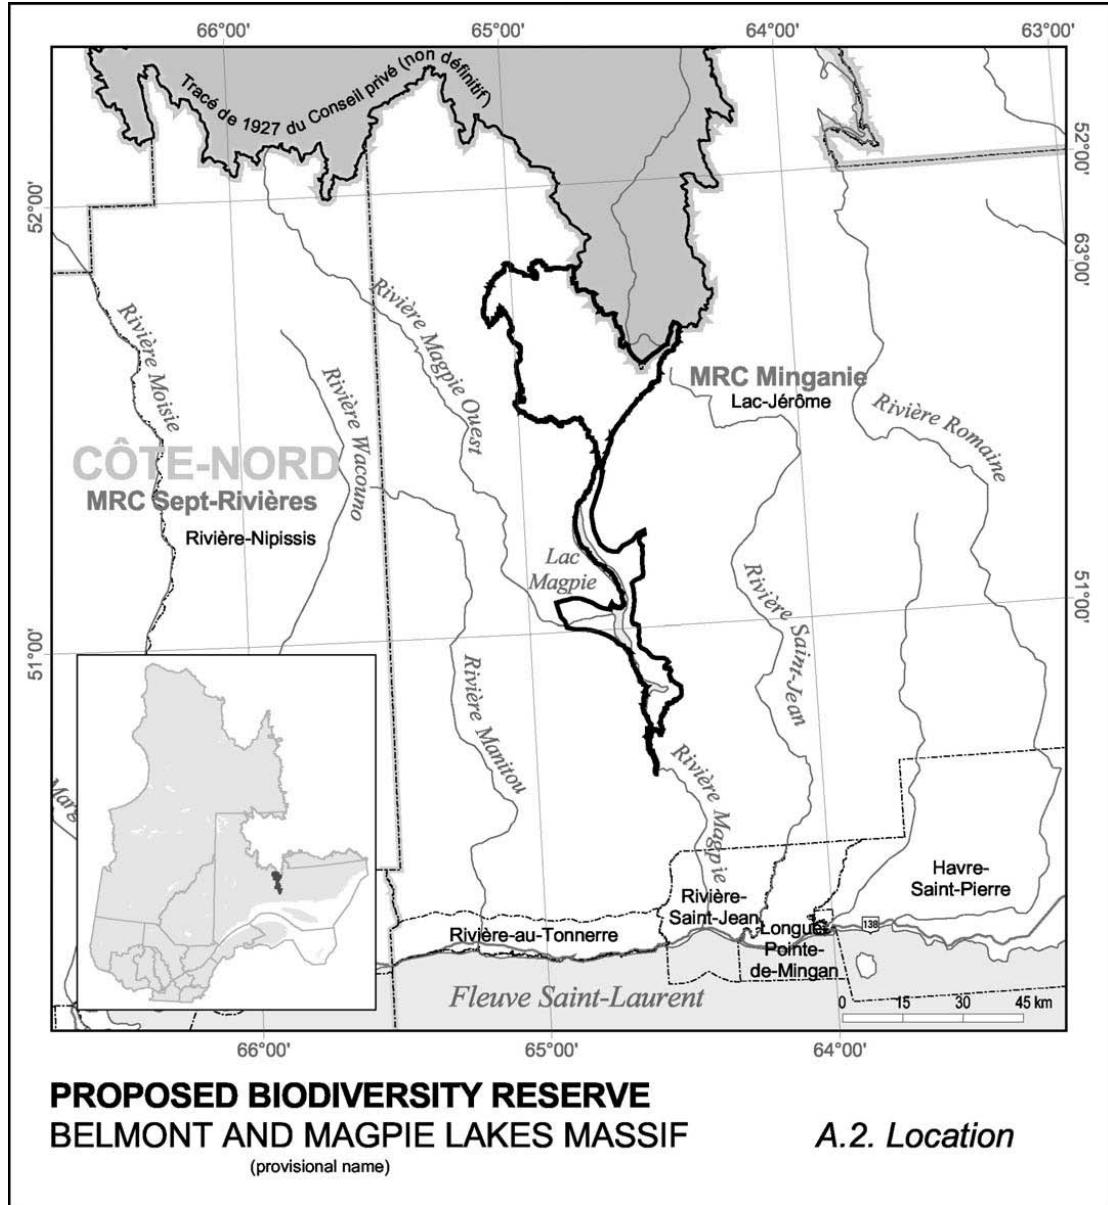 66°00'
65°00'
64°00'
63°00'
Tracé de 1927 du Conseil privé (non définitif)
52°00'
52°00'
63°00'
Rivière Moisie
Rivière Wacouno
Rivière Magpie Ouest
MRC Minganie
Lac-Jérôme
Rivière Romaine
CÔTE-NORD
MRC Sept-Rivières
Rivière-Nipissis
Lac
Magpie
Rivière Saint-Jean
51°00'
51°00'
Rivière Manitou
Rivière Magpie
Mar
Havre-
Saint-Pierre
Rivière-
Saint-Jean
Rivière-au-Tonnerre
Longue-
Pointe-
de-Mingan
138
Fleuve Saint-Laurent
0 15 30 45 km
66°00'
65°00'
64°00'
PROPOSED BIODIVERSITY RESERVE
BELMONT AND MAGPIE LAKES MASSIF
(provisional name)
A.2. Location